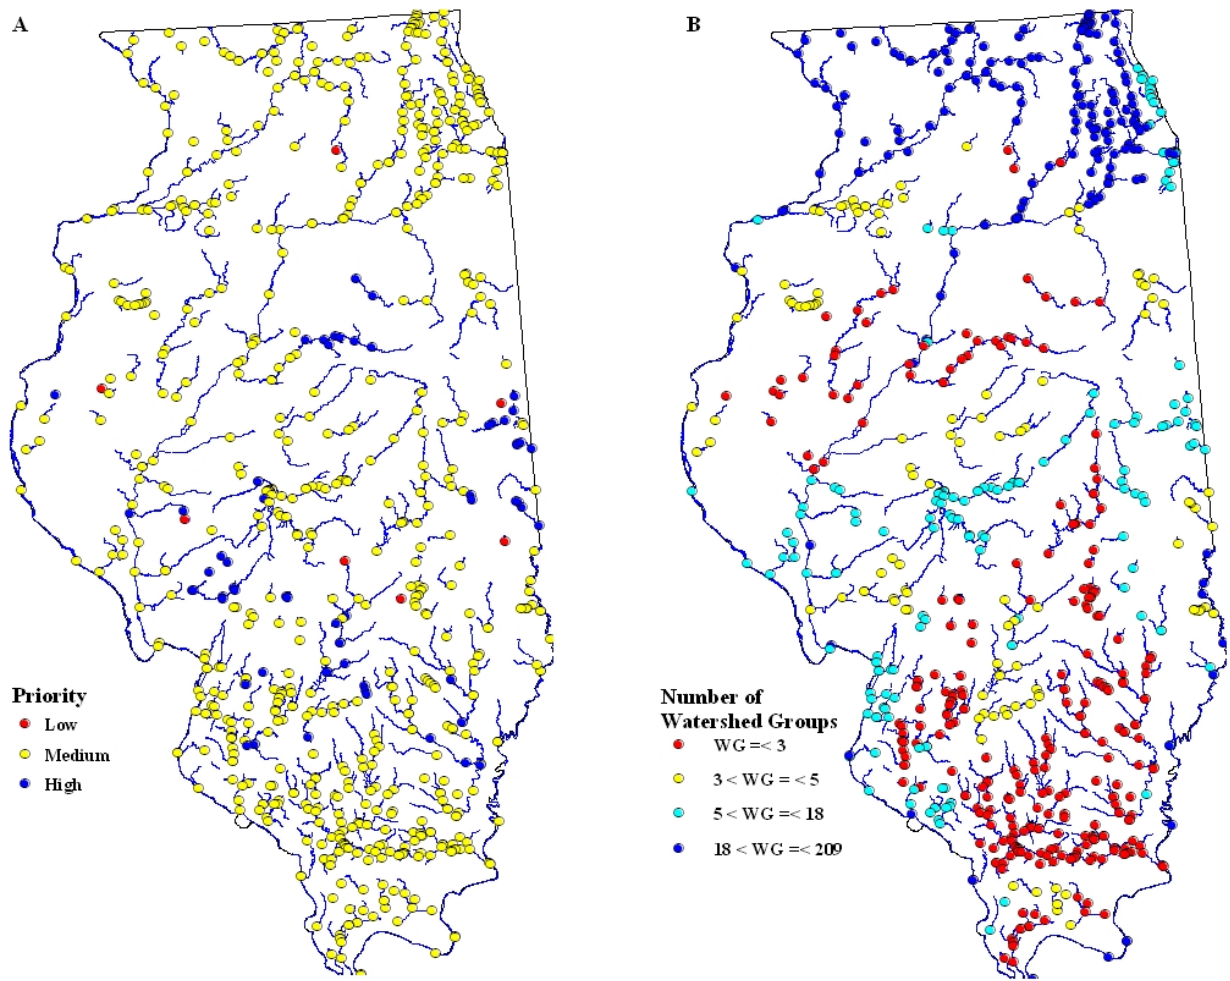 A
B
Priority
Low
Medium
High
Number of
Watershed Groups
WG =< 3
3 < WG =< 5
5 < WG =< 18
18 < WG =< 209